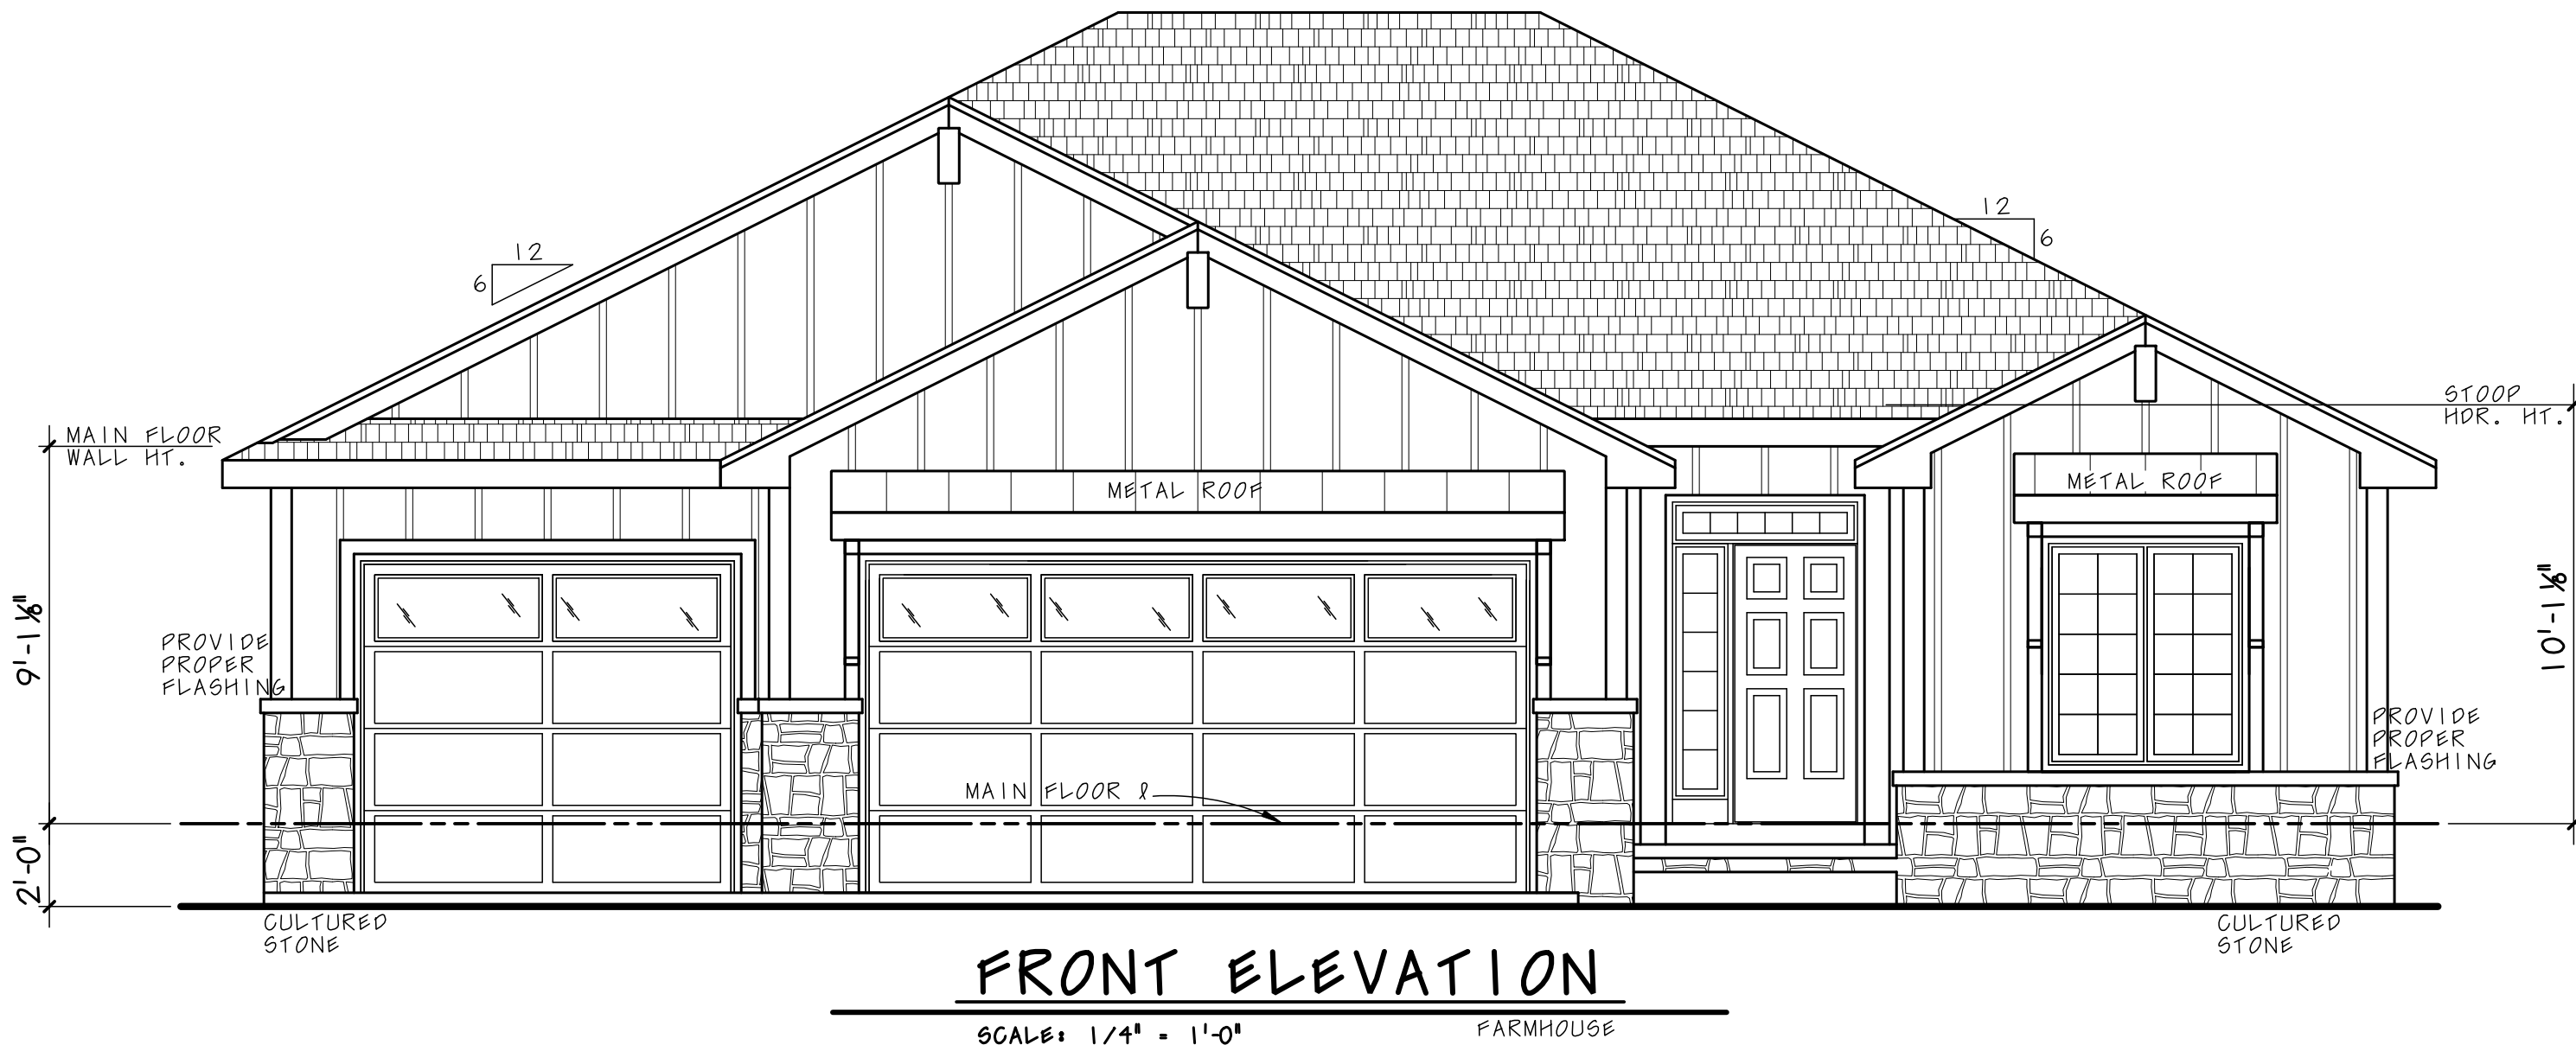 12
6
12
6
STOOP
HDR. HT.
MAIN FLOOR
WALL HT.
METAL ROOF
METAL ROOF
9'-1 1/8"
10'-1 1/8"
PROVIDE
PROPER
FLASHING
PROVIDE
PROPER
FLASHING
MAIN FLOOR ℓ
2'-0"
CULTURED
STONE
CULTURED
STONE
FRONT ELEVATION
SCALE: 1/4" = 1'-0"
FARMHOUSE